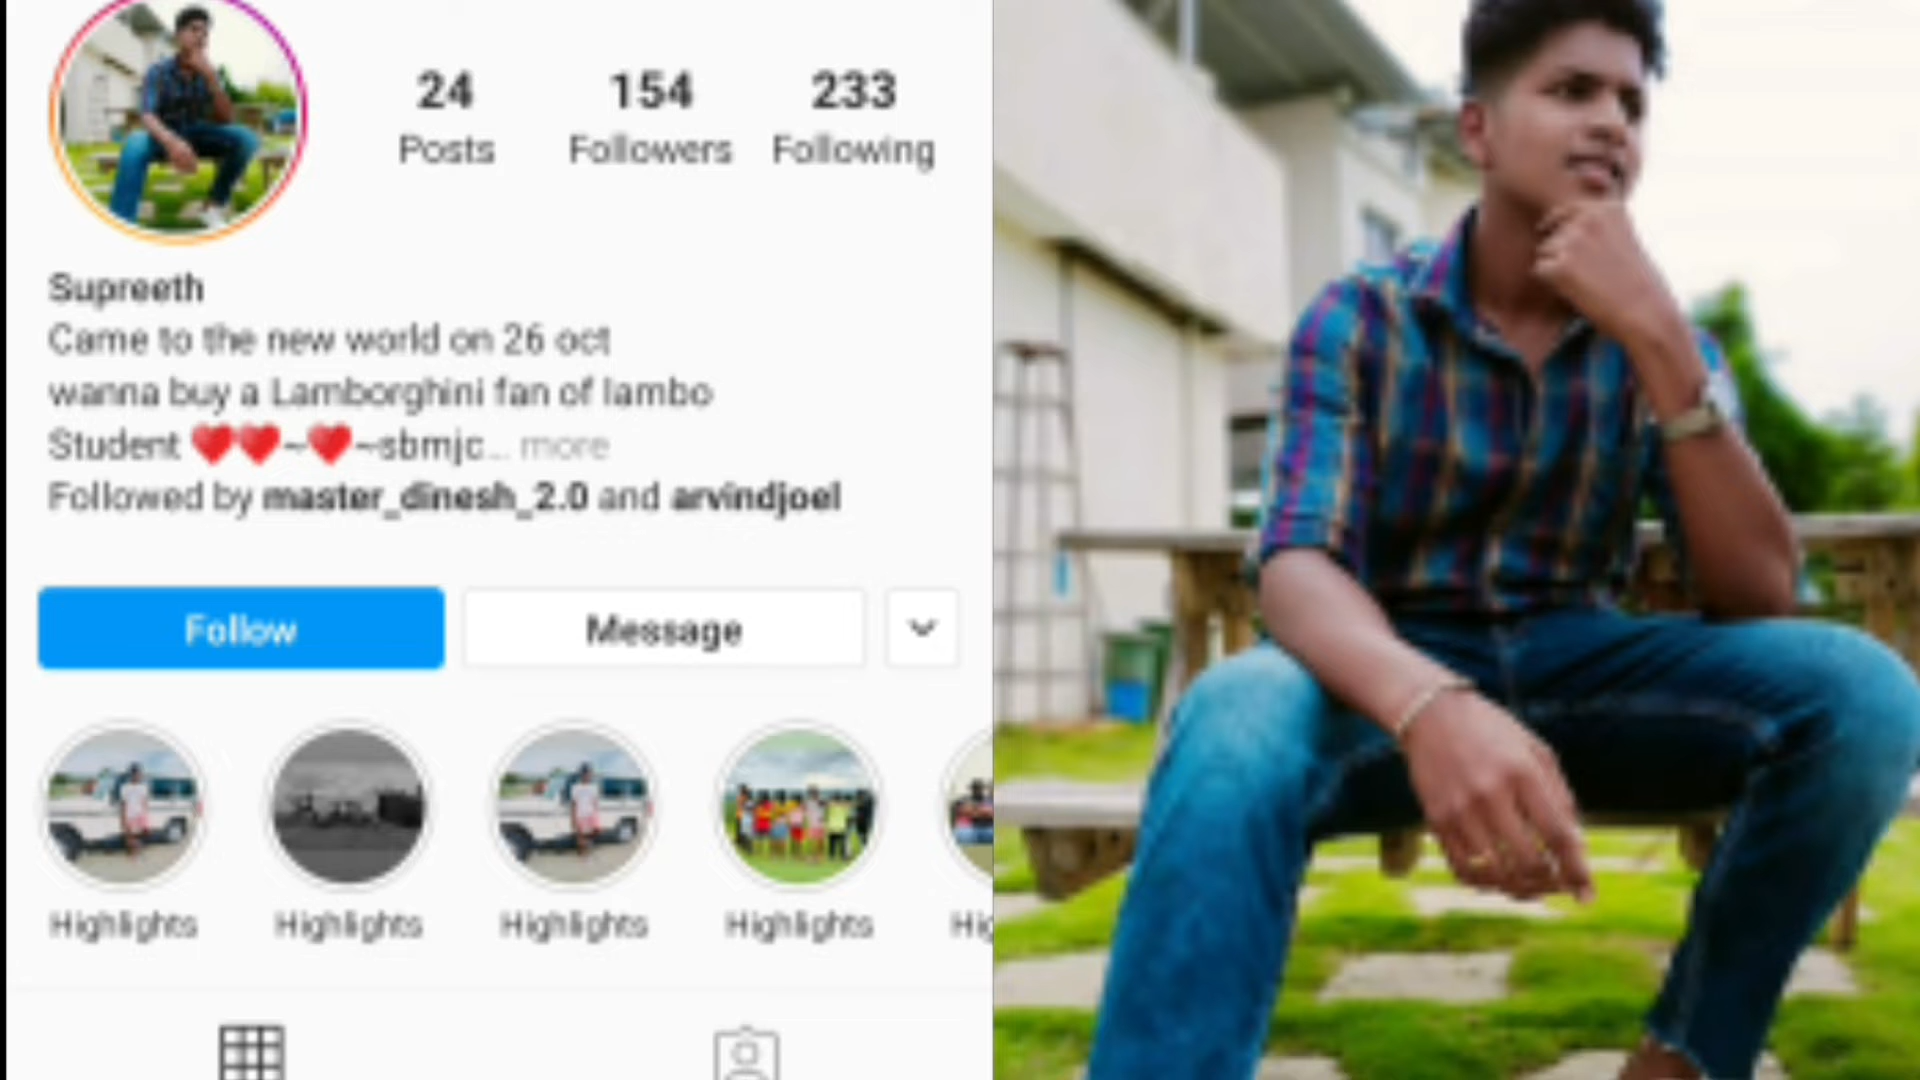 24 154 233
Posts Followers Following
Supreeth
Came to the new world on 26 oct
wanna buy a Lamborghini fan of lambo
Student ❤️❤️~❤️~sbmjc... more
Followed by master_dinesh_2.0 and arvindjoel
Follow Message
Highlights Highlights Highlights Highlights Hig